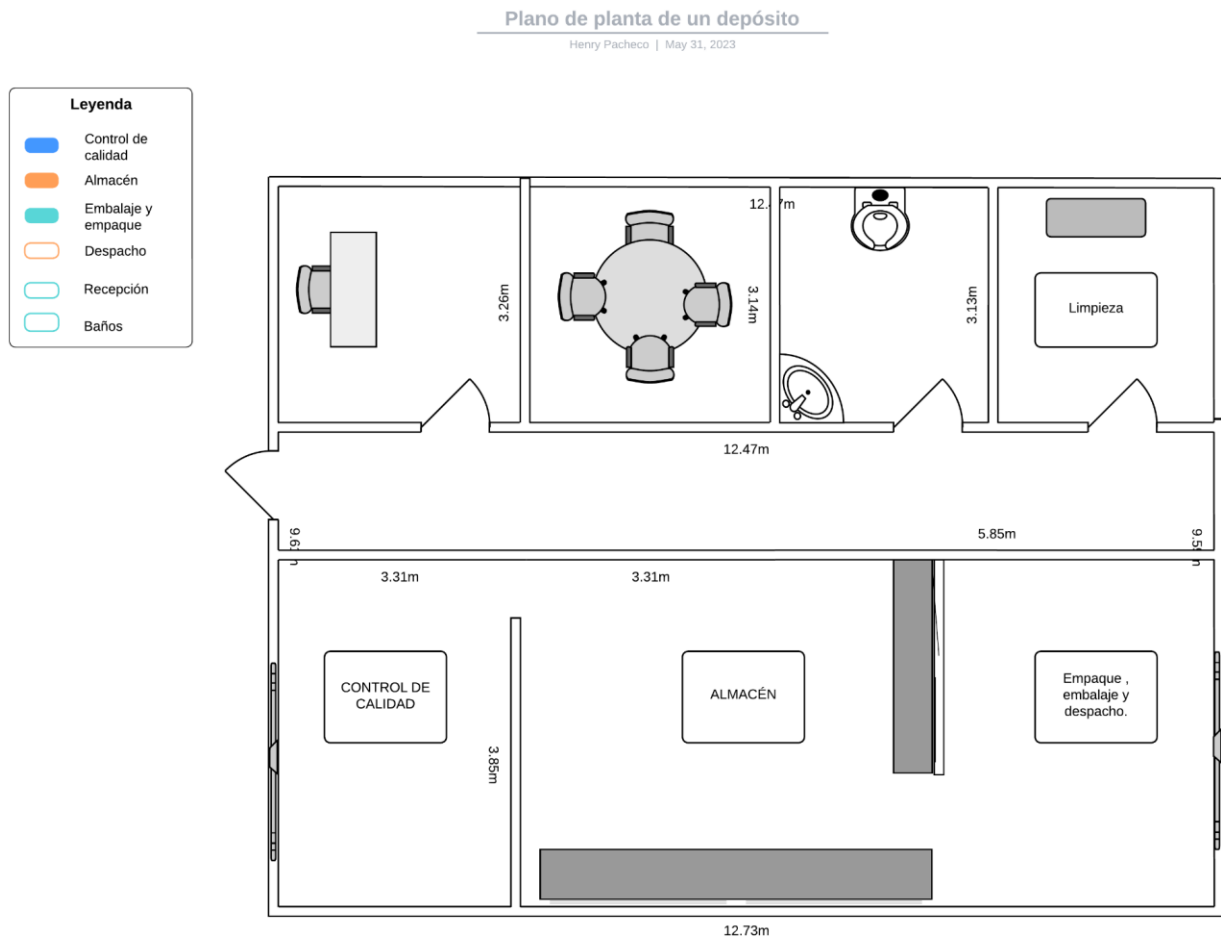 Plano de planta de un depósito
Henry Pacheco | May 31, 2023
Leyenda
Control de
calidad
Almacén
Embalaje y
empaque
Despacho
Recepción
Baños
3.26m
3.14m
3.13m
Limpieza
12.47m
5.85m
3.31m
3.31m
CONTROL DE
CALIDAD
ALMACÉN
Empaque ,
embalaje y
despacho.
3.85m
12.73m